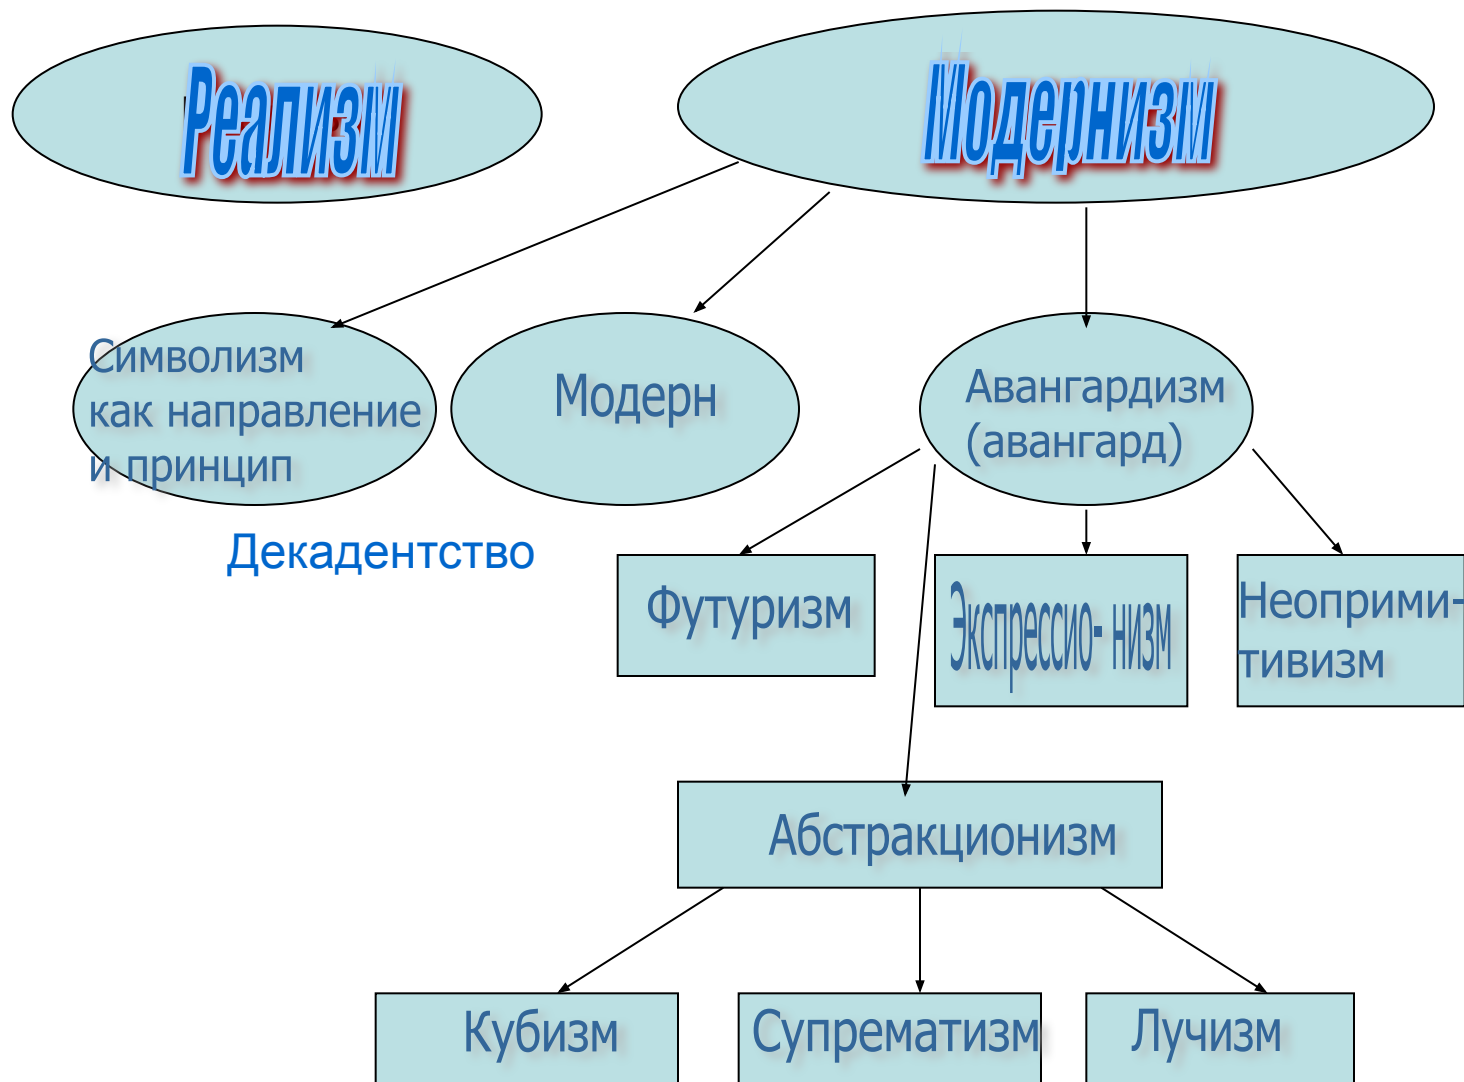 Реализм
Модернизм
Символизм
как направление
и принцип
Модерн
Авангардизм
(авангард)
Декадентство
Футуризм
Экспрессио- низм
Неоприми-
тивизм
Абстракционизм
Кубизм
Супрематизм
Лучизм